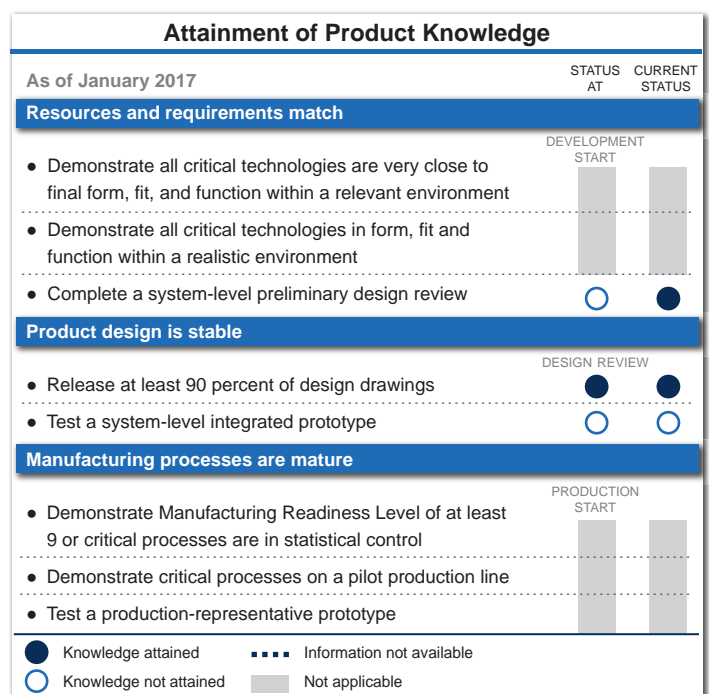 Attainment of Product Knowledge
As of January 2017
STATUS AT
CURRENT STATUS
Resources and requirements match
DEVELOPMENT START
● Demonstrate all critical technologies are very close to
final form, fit, and function within a relevant environment
● Demonstrate all critical technologies in form, fit and
function within a realistic environment
● Complete a system-level preliminary design review
Product design is stable
DESIGN REVIEW
● Release at least 90 percent of design drawings
● Test a system-level integrated prototype
Manufacturing processes are mature
PRODUCTION START
● Demonstrate Manufacturing Readiness Level of at least
9 or critical processes are in statistical control
● Demonstrate critical processes on a pilot production line
● Test a production-representative prototype
Knowledge attained
Information not available
Knowledge not attained
Not applicable